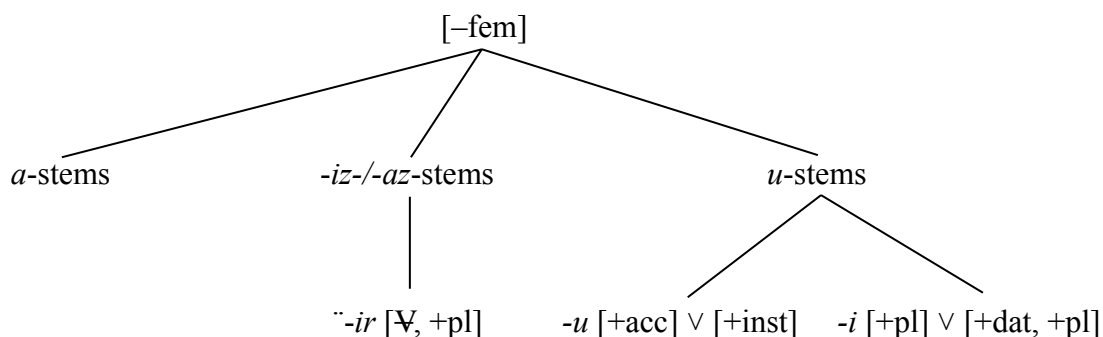 [–fem]
a-stems -iz-/-az-stems u-stems
¨-ir [V̶, +pl] -u [+acc] ˅ [+inst] -i [+pl] ˅ [+dat, +pl]